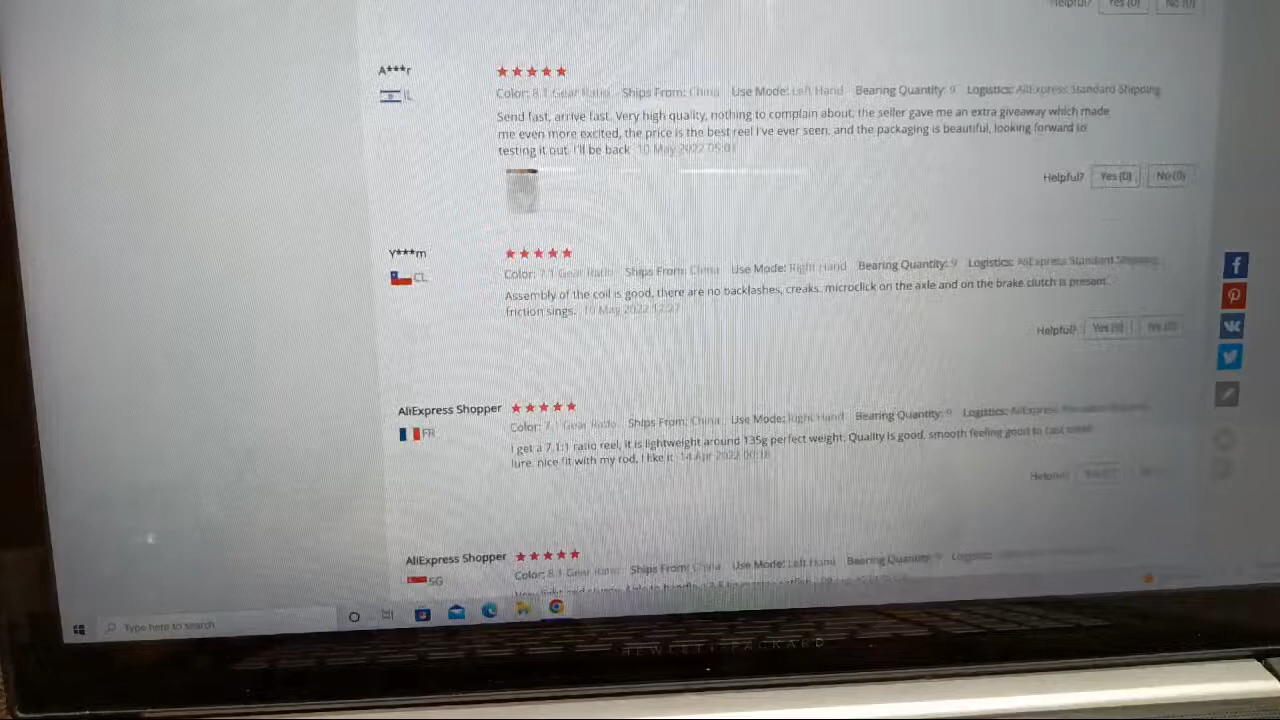 Helpful? Yes (0) No (0)
A***r
IL
Color: 8.1 Gear Ratio Ships From: China Use Mode: Left Hand Bearing Quantity: 9 Logistics: AliExpress Standard Shipping
Send fast, arrive fast. Very high quality, nothing to complain about, the seller gave me an extra giveaway which made
me even more excited, the price is the best reel I've ever seen, and the packaging is beautiful, looking forward to
testing it out. I'll be back 10 May 2022 05:01
Helpful? Yes (0) No (0)
Y***m
CL
Color: 7.1 Gear Ratio Ships From: China Use Mode: Right Hand Bearing Quantity: 9 Logistics: AliExpress Standard Shipping
Assembly of the coil is good, there are no backlashes, creaks, microclick on the axle and on the brake clutch is present.
friction sings. 10 May 2022
Helpful? Yes (0) No (0)
AliExpress Shopper
FR
Color: 7.1 Gear Ratio Ships From: China Use Mode: Right Hand Bearing Quantity: 9 Logistics: AliExpress
I get a 7.1:1 ratio reel, it is lightweight around 135g perfect weight, Quality is good, smooth feeling good to cast
lure. nice fit with my rod, I like it 14 Apr 2022
Helpful?
AliExpress Shopper
SG
Color: 8.1 Gear Ratio Ships From: China Use Mode: Left Hand Bearing Quantity: 9 Logistics:
Type here to search
HEWLETT-PACKARD